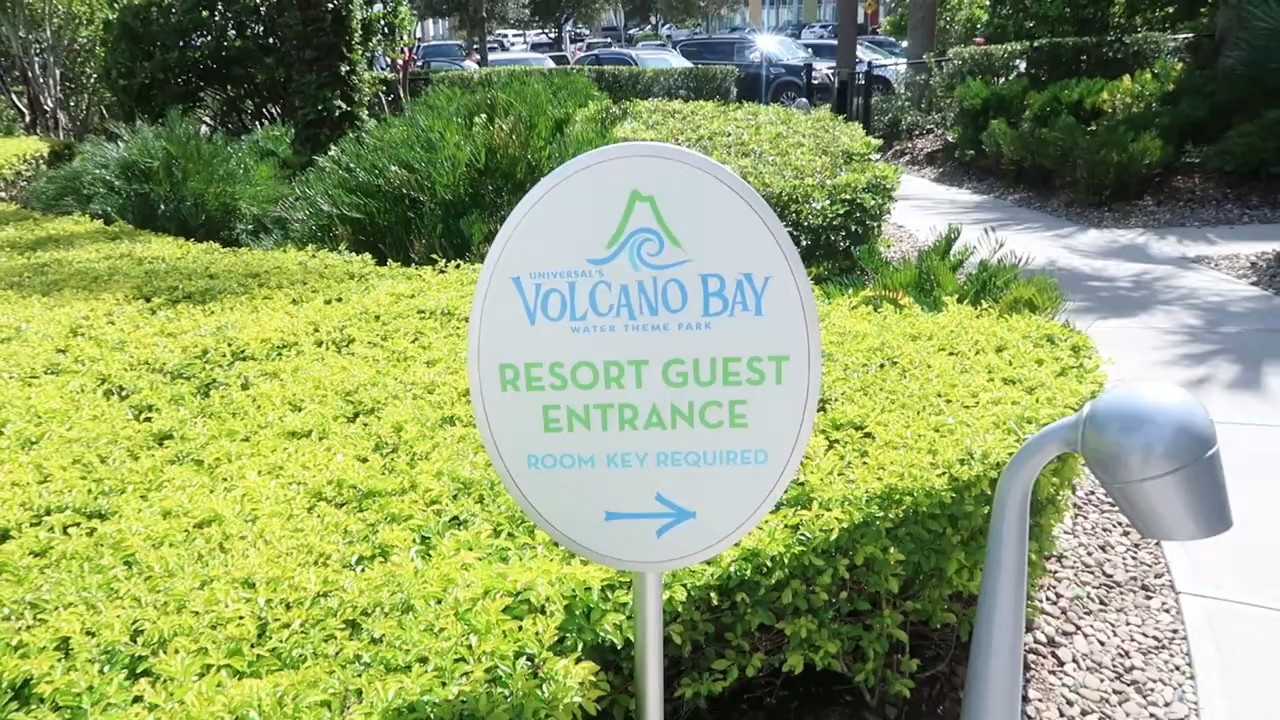 UNIVERSAL'S
VOLCANO BAY
WATER THEME PARK
RESORT GUEST
ENTRANCE
ROOM KEY REQUIRED